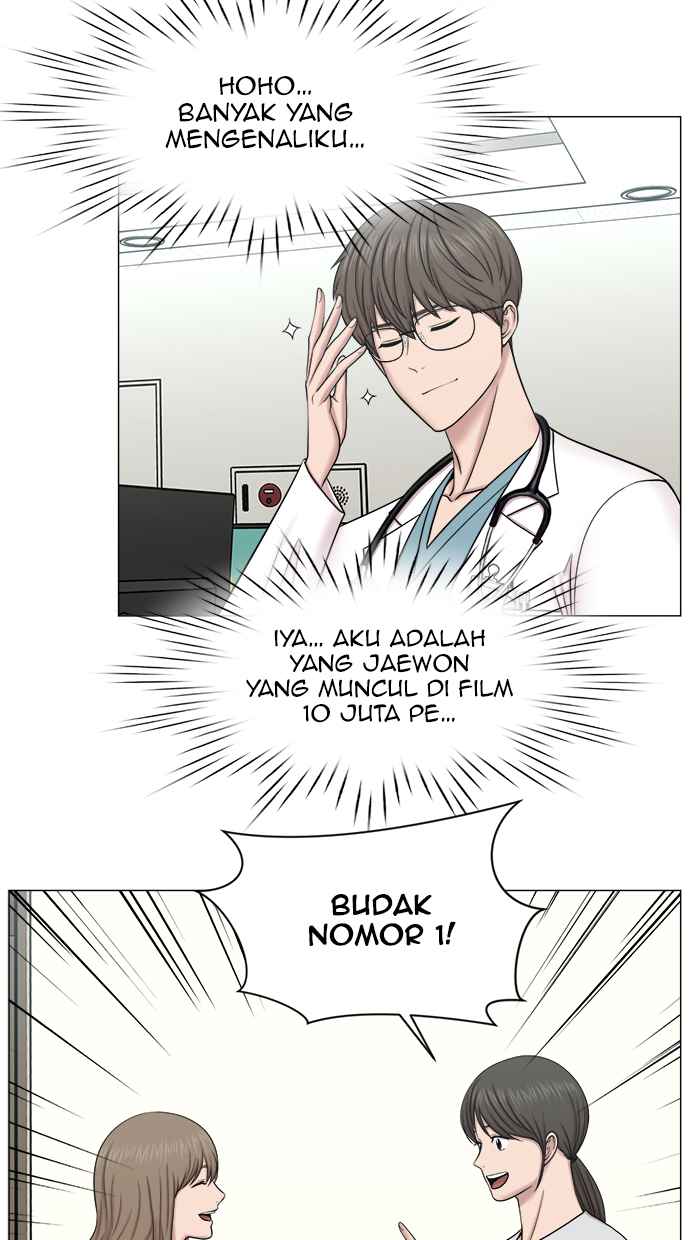 HOHO...
BANYAK YANG
MENGENALIKU...
IYA... AKU ADALAH
YANG JAEWON
YANG MUNCUL DI FILM
10 JUTA PE...
BUDAK
NOMOR 1!